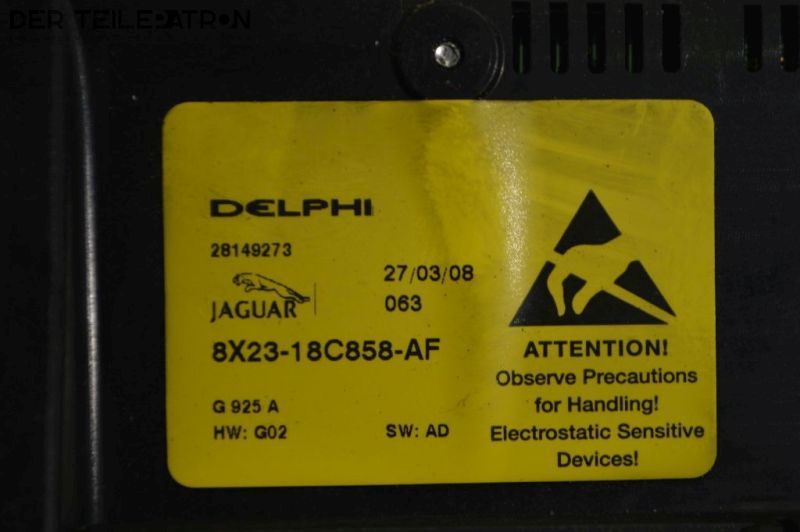 DER TEILE-DATRON
DELPHI
28149273
27/03/08
JAGUAR
063
8X23-18C858-AF
G 925 A
HW: G02
SW: AD
ATTENTION!
Observe Precautions
for Handling!
Electrostatic Sensitive
Devices!